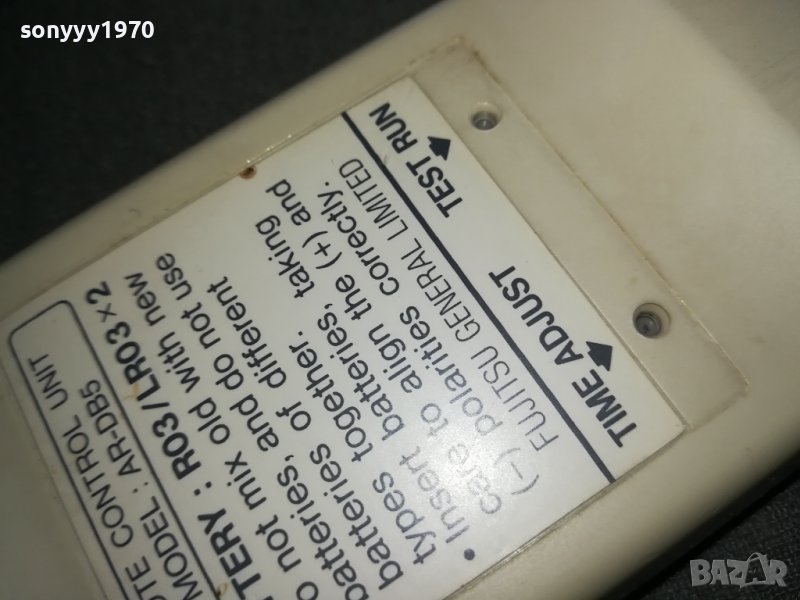 sonyyy1970
OTE CONTROL UNIT
MODEL : AR-DB5
TTERY : R03/LR03 × 2
o not mix old with new
batteries, and do not use
batteries of different
types together.
• Insert batteries, taking
care to align the (+) and
(−) polarities correctly.
FUJITSU GENERAL LIMITED
TIME ADJUST
TEST RUN
BAZAR